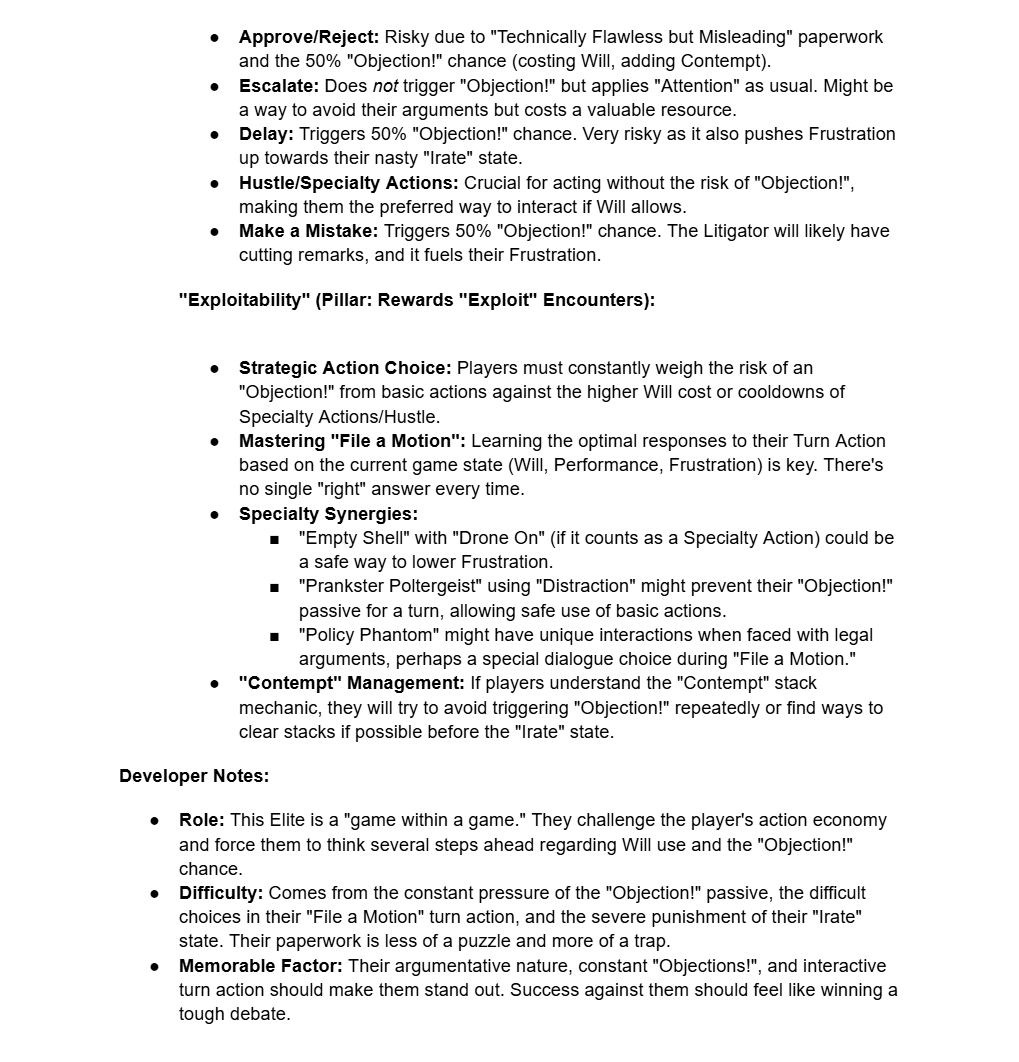 ● Approve/Reject: Risky due to "Technically Flawless but Misleading" paperwork
and the 50% "Objection!" chance (costing Will, adding Contempt).
● Escalate: Does not trigger "Objection!" but applies "Attention" as usual. Might be
a way to avoid their arguments but costs a valuable resource.
● Delay: Triggers 50% "Objection!" chance. Very risky as it also pushes Frustration
up towards their nasty "Irate" state.
● Hustle/Specialty Actions: Crucial for acting without the risk of "Objection!",
making them the preferred way to interact if Will allows.
● Make a Mistake: Triggers 50% "Objection!" chance. The Litigator will likely have
cutting remarks, and it fuels their Frustration.
"Exploitability" (Pillar: Rewards "Exploit" Encounters):
● Strategic Action Choice: Players must constantly weigh the risk of an
"Objection!" from basic actions against the higher Will cost or cooldowns of
Specialty Actions/Hustle.
● Mastering "File a Motion": Learning the optimal responses to their Turn Action
based on the current game state (Will, Performance, Frustration) is key. There's
no single "right" answer every time.
● Specialty Synergies:
■ "Empty Shell" with "Drone On" (if it counts as a Specialty Action) could be
a safe way to lower Frustration.
■ "Prankster Poltergeist" using "Distraction" might prevent their "Objection!"
passive for a turn, allowing safe use of basic actions.
■ "Policy Phantom" might have unique interactions when faced with legal
arguments, perhaps a special dialogue choice during "File a Motion."
● "Contempt" Management: If players understand the "Contempt" stack
mechanic, they will try to avoid triggering "Objection!" repeatedly or find ways to
clear stacks if possible before the "Irate" state.
Developer Notes:
● Role: This Elite is a "game within a game." They challenge the player's action economy
and force them to think several steps ahead regarding Will use and the "Objection!"
chance.
● Difficulty: Comes from the constant pressure of the "Objection!" passive, the difficult
choices in their "File a Motion" turn action, and the severe punishment of their "Irate"
state. Their paperwork is less of a puzzle and more of a trap.
● Memorable Factor: Their argumentative nature, constant "Objections!", and interactive
turn action should make them stand out. Success against them should feel like winning a
tough debate.